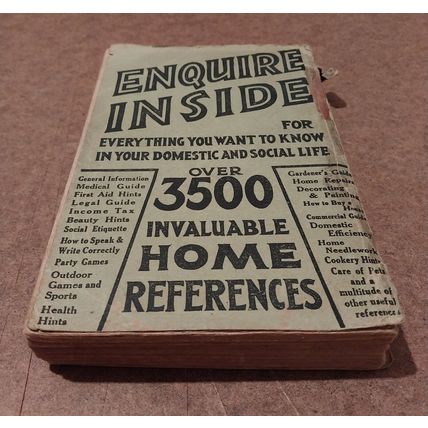 ENQUIRE
INSIDE
FOR
EVERYTHING YOU WANT TO KNOW
IN YOUR DOMESTIC AND SOCIAL LIFE
General Information
Medical Guide
First Aid Hints
Legal Guide
Income Tax
Beauty Hints
Social Etiquette
How to Speak &
Write Correctly
Party Games
Outdoor
Games and
Sports
Health
Hints
OVER
3500
INVALUABLE
HOME
REFERENCES
Gardener's Guide
Home Repairs
Decorating
& Painting
How to Buy a
Commercial Guide
Domestic
Efficiency
Home
Needlework
Cookery Hints
Care of Pets
and a
multitude of
other useful
references